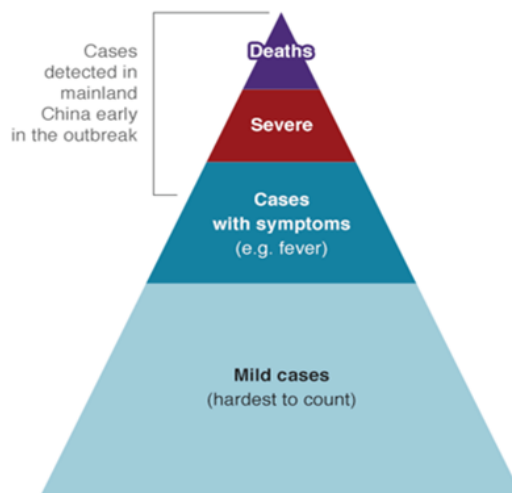 Cases
detected in
mainland
China early
in the outbreak
Deaths
Severe
Cases
with symptoms
(e.g. fever)
Mild cases
(hardest to count)